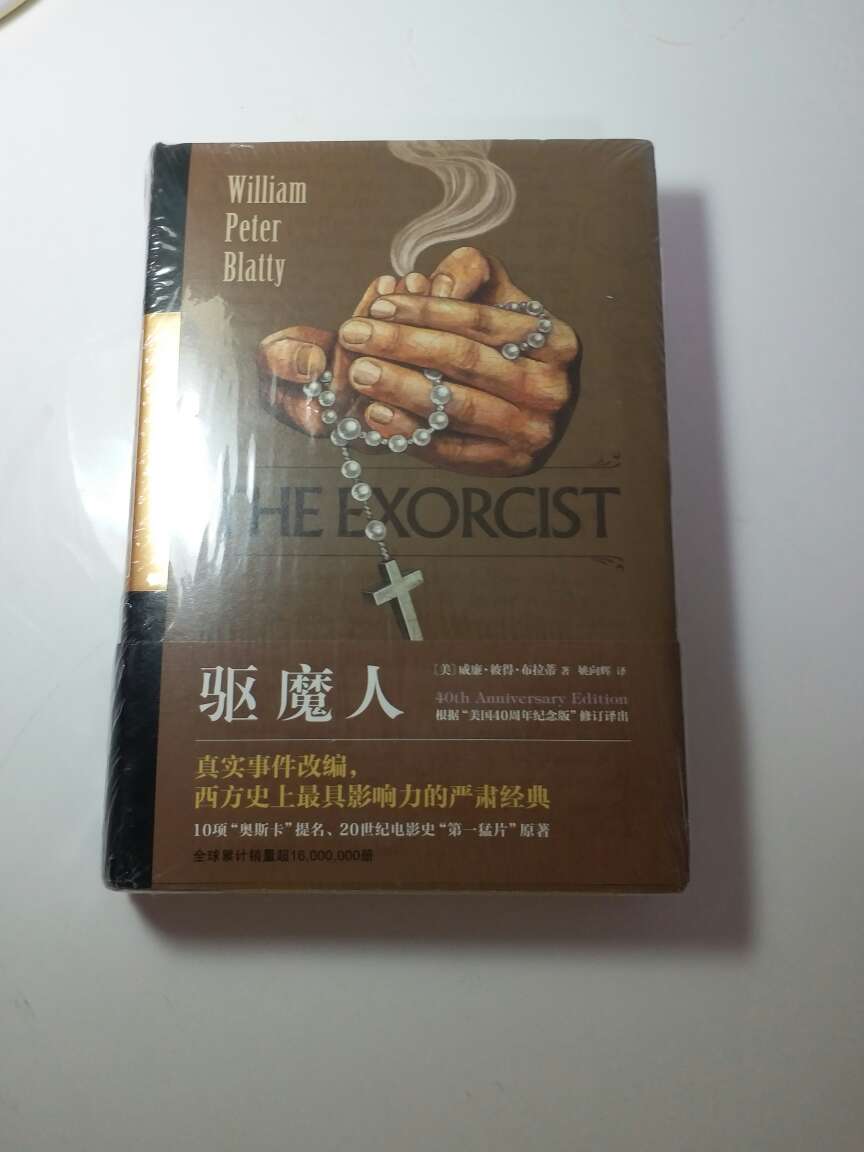 William
Peter
Blatty
THE EXORCIST
驱魔人
[美]威廉·彼得·布拉蒂 著 姚向辉 译
40th Anniversary Edition
根据“美国40周年纪念版”修订译出
真实事件改编，
西方史上最具影响力的严肃经典
10项“奥斯卡”提名、20世纪电影史“第一猛片”原著
全球累计销量超16,000,000册